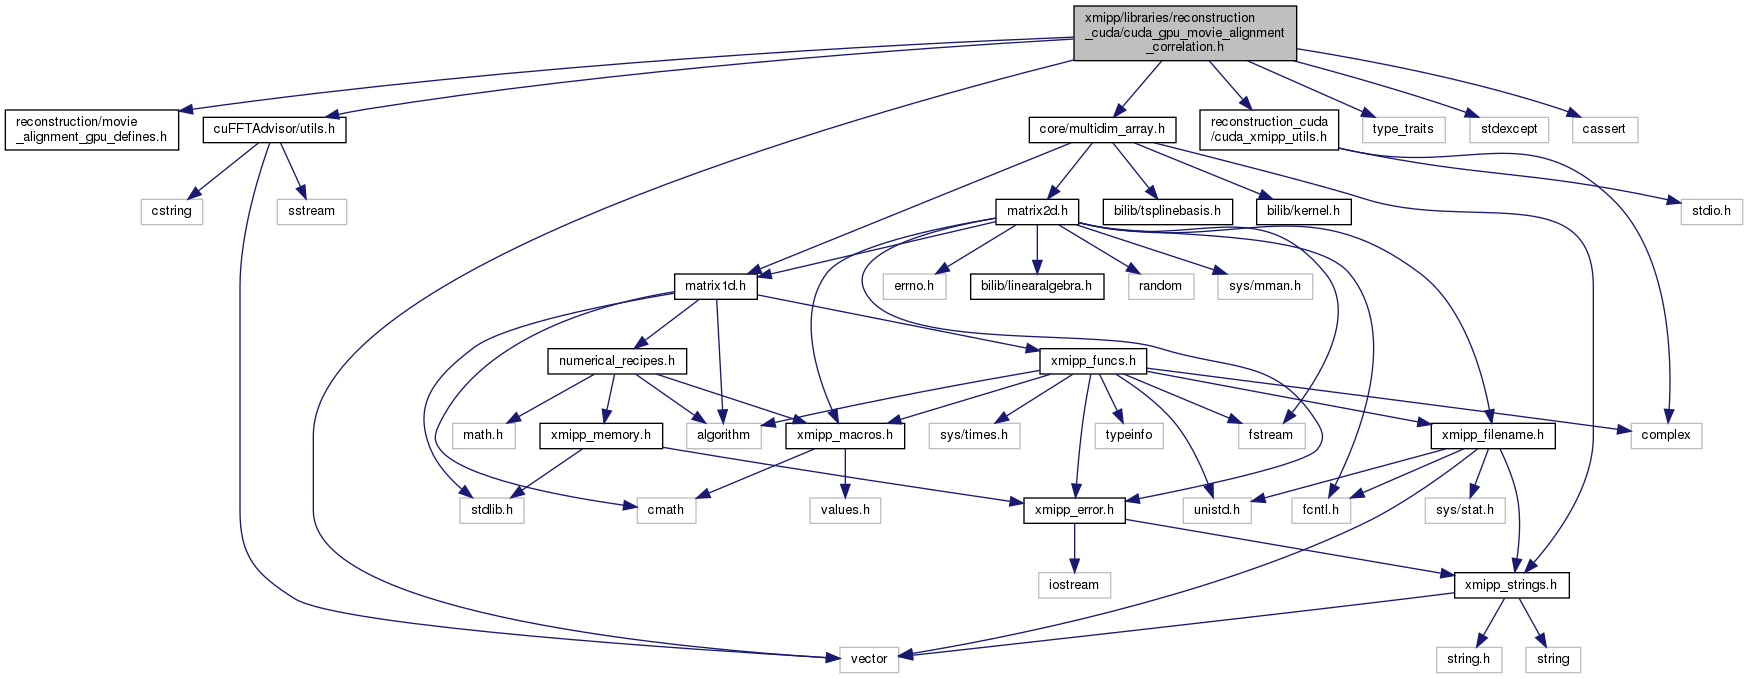 xmipp/libraries/reconstruction
_cuda/cuda_gpu_movie_alignment
_correlation.h
reconstruction/movie
_alignment_gpu_defines.h
cuFFTAdvisor/utils.h
core/multidim_array.h
reconstruction_cuda
/cuda_xmipp_utils.h
type_traits
stdexcept
cassert
cstring
sstream
matrix2d.h
bilib/tsplinebasis.h
bilib/kernel.h
stdio.h
matrix1d.h
errno.h
bilib/linearalgebra.h
random
sys/mman.h
numerical_recipes.h
xmipp_funcs.h
math.h
xmipp_memory.h
algorithm
xmipp_macros.h
sys/times.h
typeinfo
fstream
xmipp_filename.h
complex
stdlib.h
cmath
values.h
xmipp_error.h
unistd.h
fcntl.h
sys/stat.h
iostream
xmipp_strings.h
vector
string.h
string